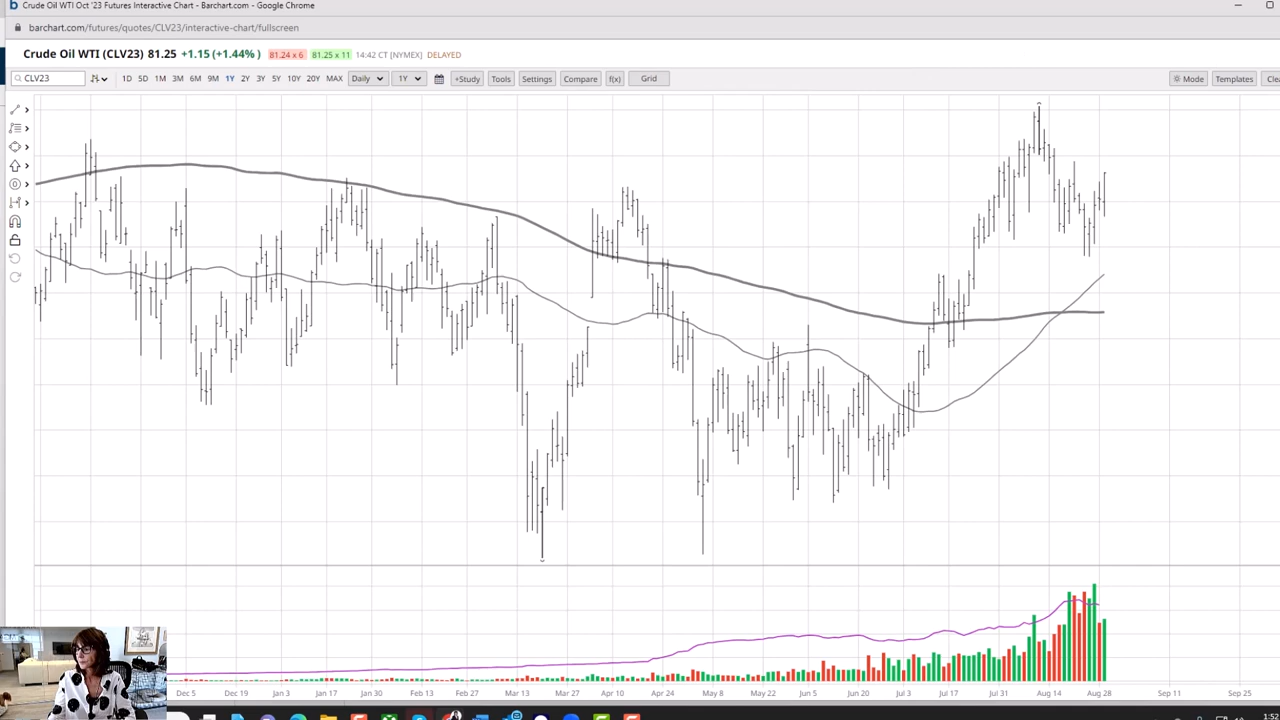 Crude Oil WTI Oct '23 Futures Interactive Chart - Barchart.com - Google Chrome
barchart.com/futures/quotes/CLV23/interactive-chart/fullscreen
Crude Oil WTI (CLV23) 81.25 +1.15 (+1.44%) 81.24 x 6 81.25 x 11 14:42 CT (NYMEX) DELAYED
CLV23 1D 5D 1M 3M 6M 9M 1Y 2Y 3Y 5Y 10Y 20Y MAX Daily 1Y +Study Tools Settings Compare f(x) Grid Mode Templates Clea
Dec 5 Dec 19 Jan 3 Jan 17 Jan 30 Feb 13 Feb 27 Mar 13 Mar 27 Apr 10 Apr 24 May 8 May 22 Jun 5 Jun 20 Jul 3 Jul 17 Jul 31 Aug 14 Aug 28 Sep 11 Sep 25